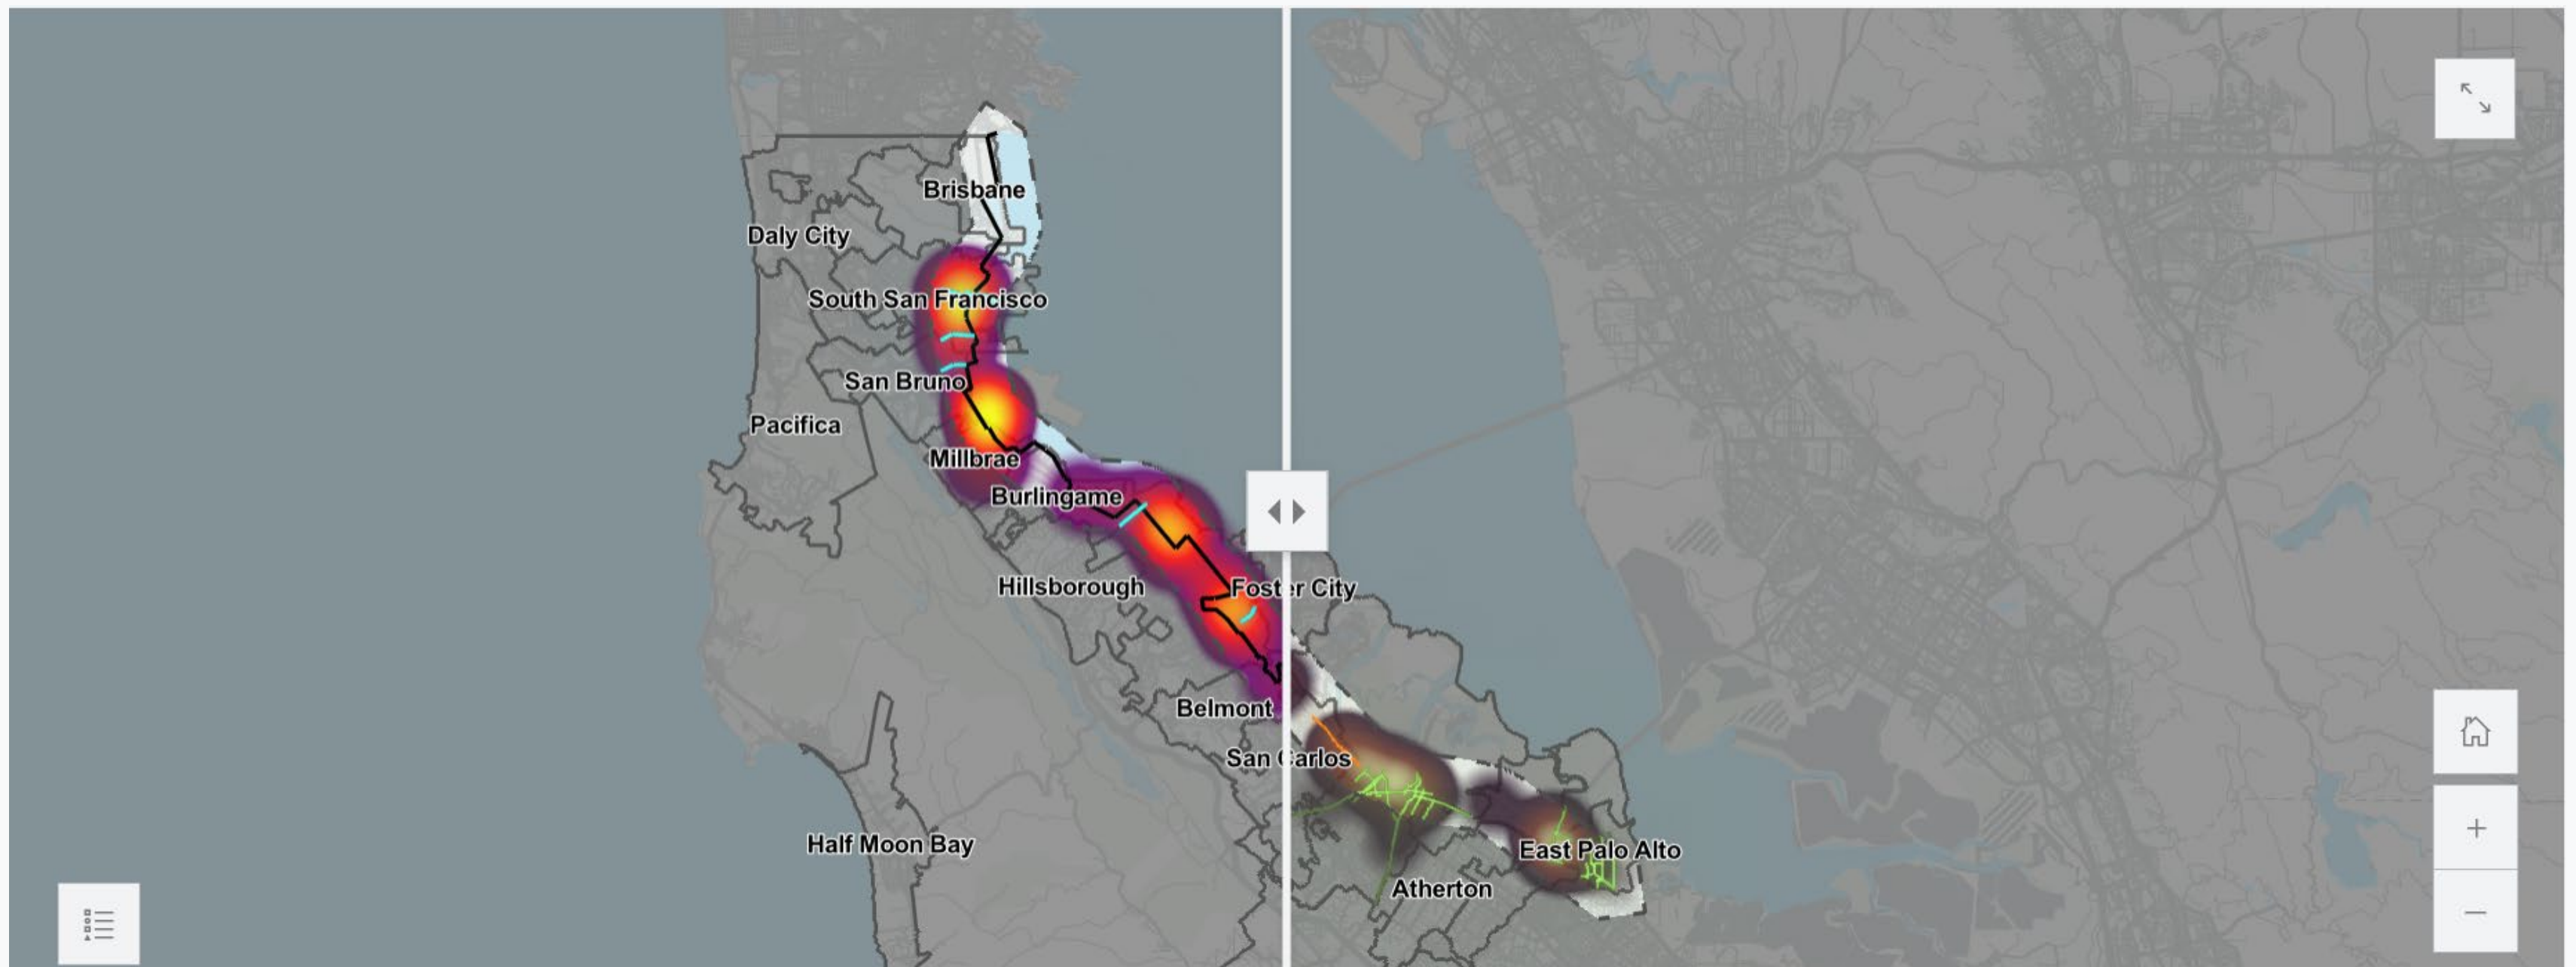 Brisbane
Daly City
South San Francisco
San Bruno
Pacifica
Millbrae
Burlingame
Hillsborough
Foster City
Belmont
San Carlos
Half Moon Bay
East Palo Alto
Atherton